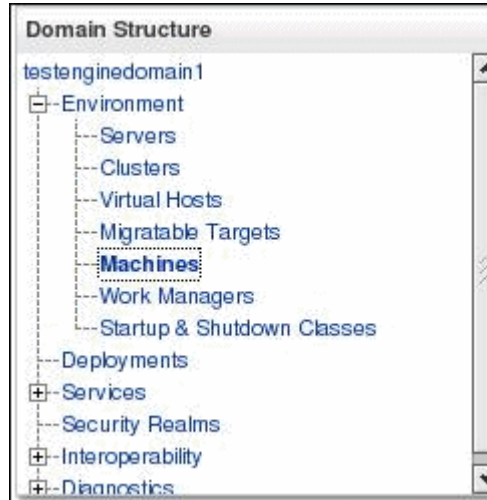 Domain Structure
testenginedomain1
Environment
Servers
Clusters
Virtual Hosts
Migratable Targets
Machines
Work Managers
Startup & Shutdown Classes
Deployments
Services
Security Realms
Interoperability
Diagnostics